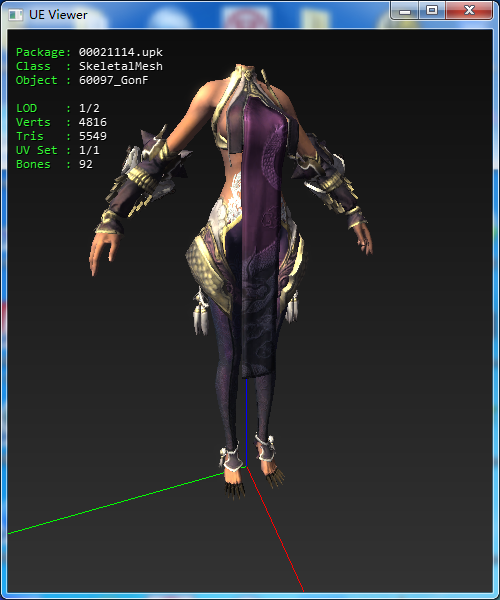 UE Viewer
Package: 00021114.upk
Class  : SkeletalMesh
Object : 60097_GonF
LOD    : 1/2
Verts  : 4816
Tris   : 5549
UV Set : 1/1
Bones  : 92